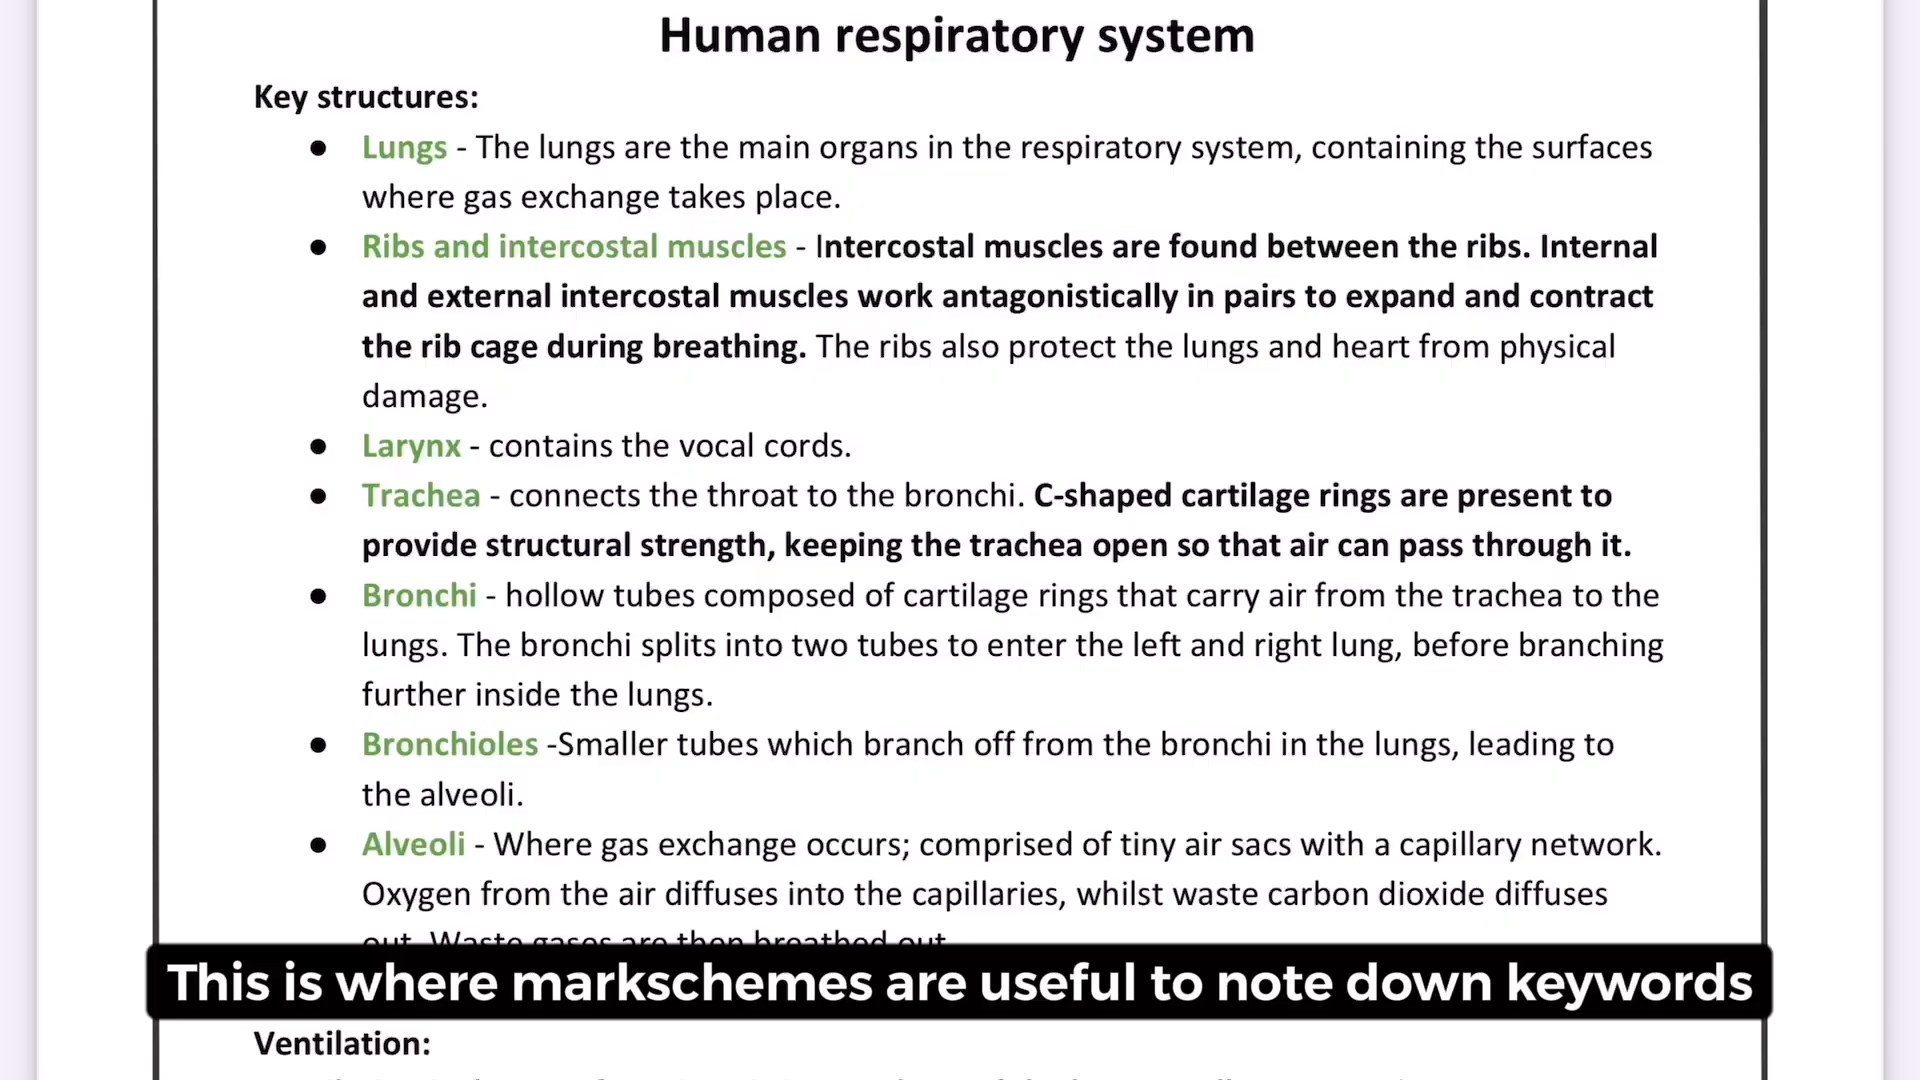 Human respiratory system
Key structures:
● Lungs - The lungs are the main organs in the respiratory system, containing the surfaces
where gas exchange takes place.
● Ribs and intercostal muscles - Intercostal muscles are found between the ribs. Internal
and external intercostal muscles work antagonistically in pairs to expand and contract
the rib cage during breathing. The ribs also protect the lungs and heart from physical
damage.
● Larynx - contains the vocal cords.
● Trachea - connects the throat to the bronchi. C-shaped cartilage rings are present to
provide structural strength, keeping the trachea open so that air can pass through it.
● Bronchi - hollow tubes composed of cartilage rings that carry air from the trachea to the
lungs. The bronchi splits into two tubes to enter the left and right lung, before branching
further inside the lungs.
● Bronchioles -Smaller tubes which branch off from the bronchi in the lungs, leading to
the alveoli.
● Alveoli - Where gas exchange occurs; comprised of tiny air sacs with a capillary network.
Oxygen from the air diffuses into the capillaries, whilst waste carbon dioxide diffuses
out. Waste gases are then breathed out.
This is where markschemes are useful to note down keywords
Ventilation: